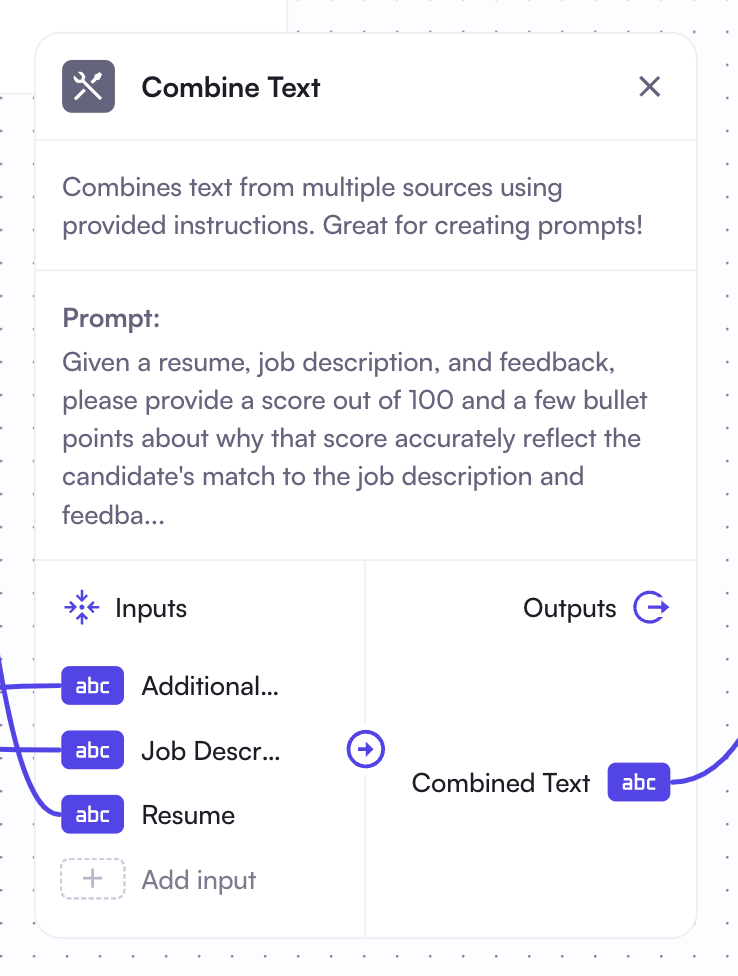 Combine Text
Combines text from multiple sources using
provided instructions. Great for creating prompts!
Prompt:
Given a resume, job description, and feedback,
please provide a score out of 100 and a few bullet
points about why that score accurately reflect the
candidate's match to the job description and
feedba...
Inputs
Outputs
abc Additional...
abc Job Descr...
Combined Text abc
abc Resume
Add input